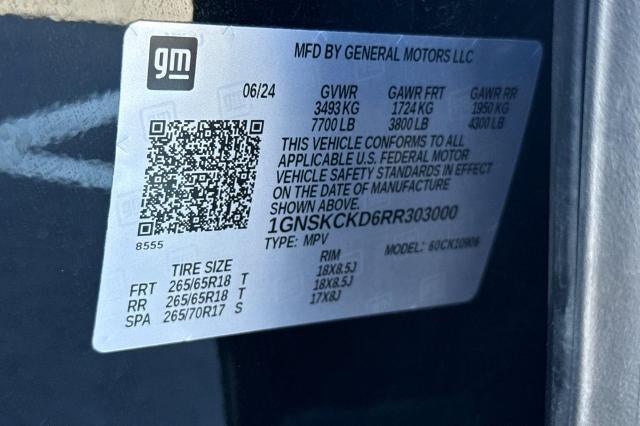 gm
MFD BY GENERAL MOTORS LLC
06/24 GVWR GAWR FRT GAWR RR
3493 KG 1724 KG 1950 KG
7700 LB 3800 LB 4300 LB
THIS VEHICLE CONFORMS TO ALL
APPLICABLE U.S. FEDERAL MOTOR
VEHICLE SAFETY STANDARDS IN EFFECT
ON THE DATE OF MANUFACTURE
SHOWN ABOVE.
1GNSKCKD6RR303000
8555
TYPE: MPV MODEL: 60CK10906
TIRE SIZE RIM
FRT 265/65R18 T 18X8.5J
RR 265/65R18 T 18X8.5J
SPA 265/70R17 S 17X8J